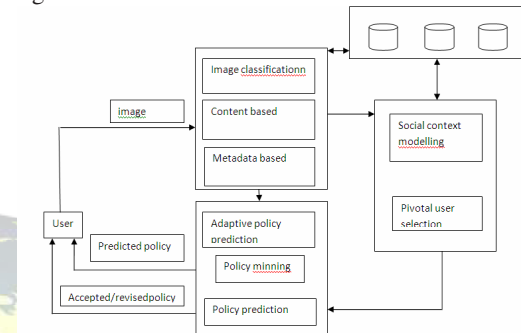 Image classificationn
image
Content based
Metadata based
Social context
modelling
Pivotal user
selection
User
Predicted policy
Accepted/revisedpolicy
Adaptive policy
prediction
Policy minning
Policy prediction